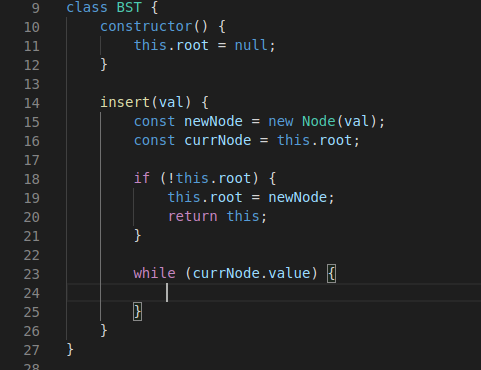 9 class BST {
10     constructor() {
11         this.root = null;
12     }
13
14     insert(val) {
15         const newNode = new Node(val);
16         const currNode = this.root;
17
18         if (!this.root) {
19             this.root = newNode;
20             return this;
21         }
22
23         while (currNode.value) {
24
25         }
26     }
27 }
28